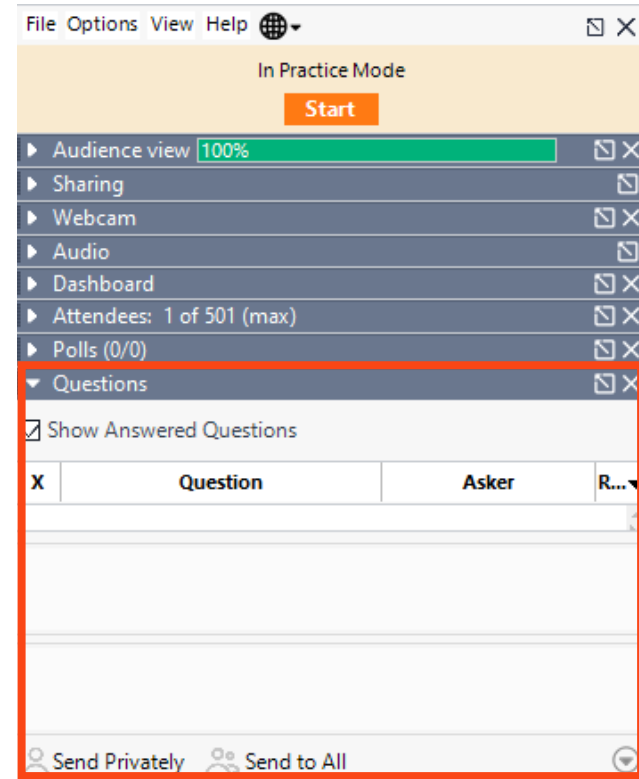 File Options View Help
In Practice Mode
Start
Audience view 100%
Sharing
Webcam
Audio
Dashboard
Attendees: 1 of 501 (max)
Polls (0/0)
Questions
Show Answered Questions
X Question Asker R...
Send Privately Send to All